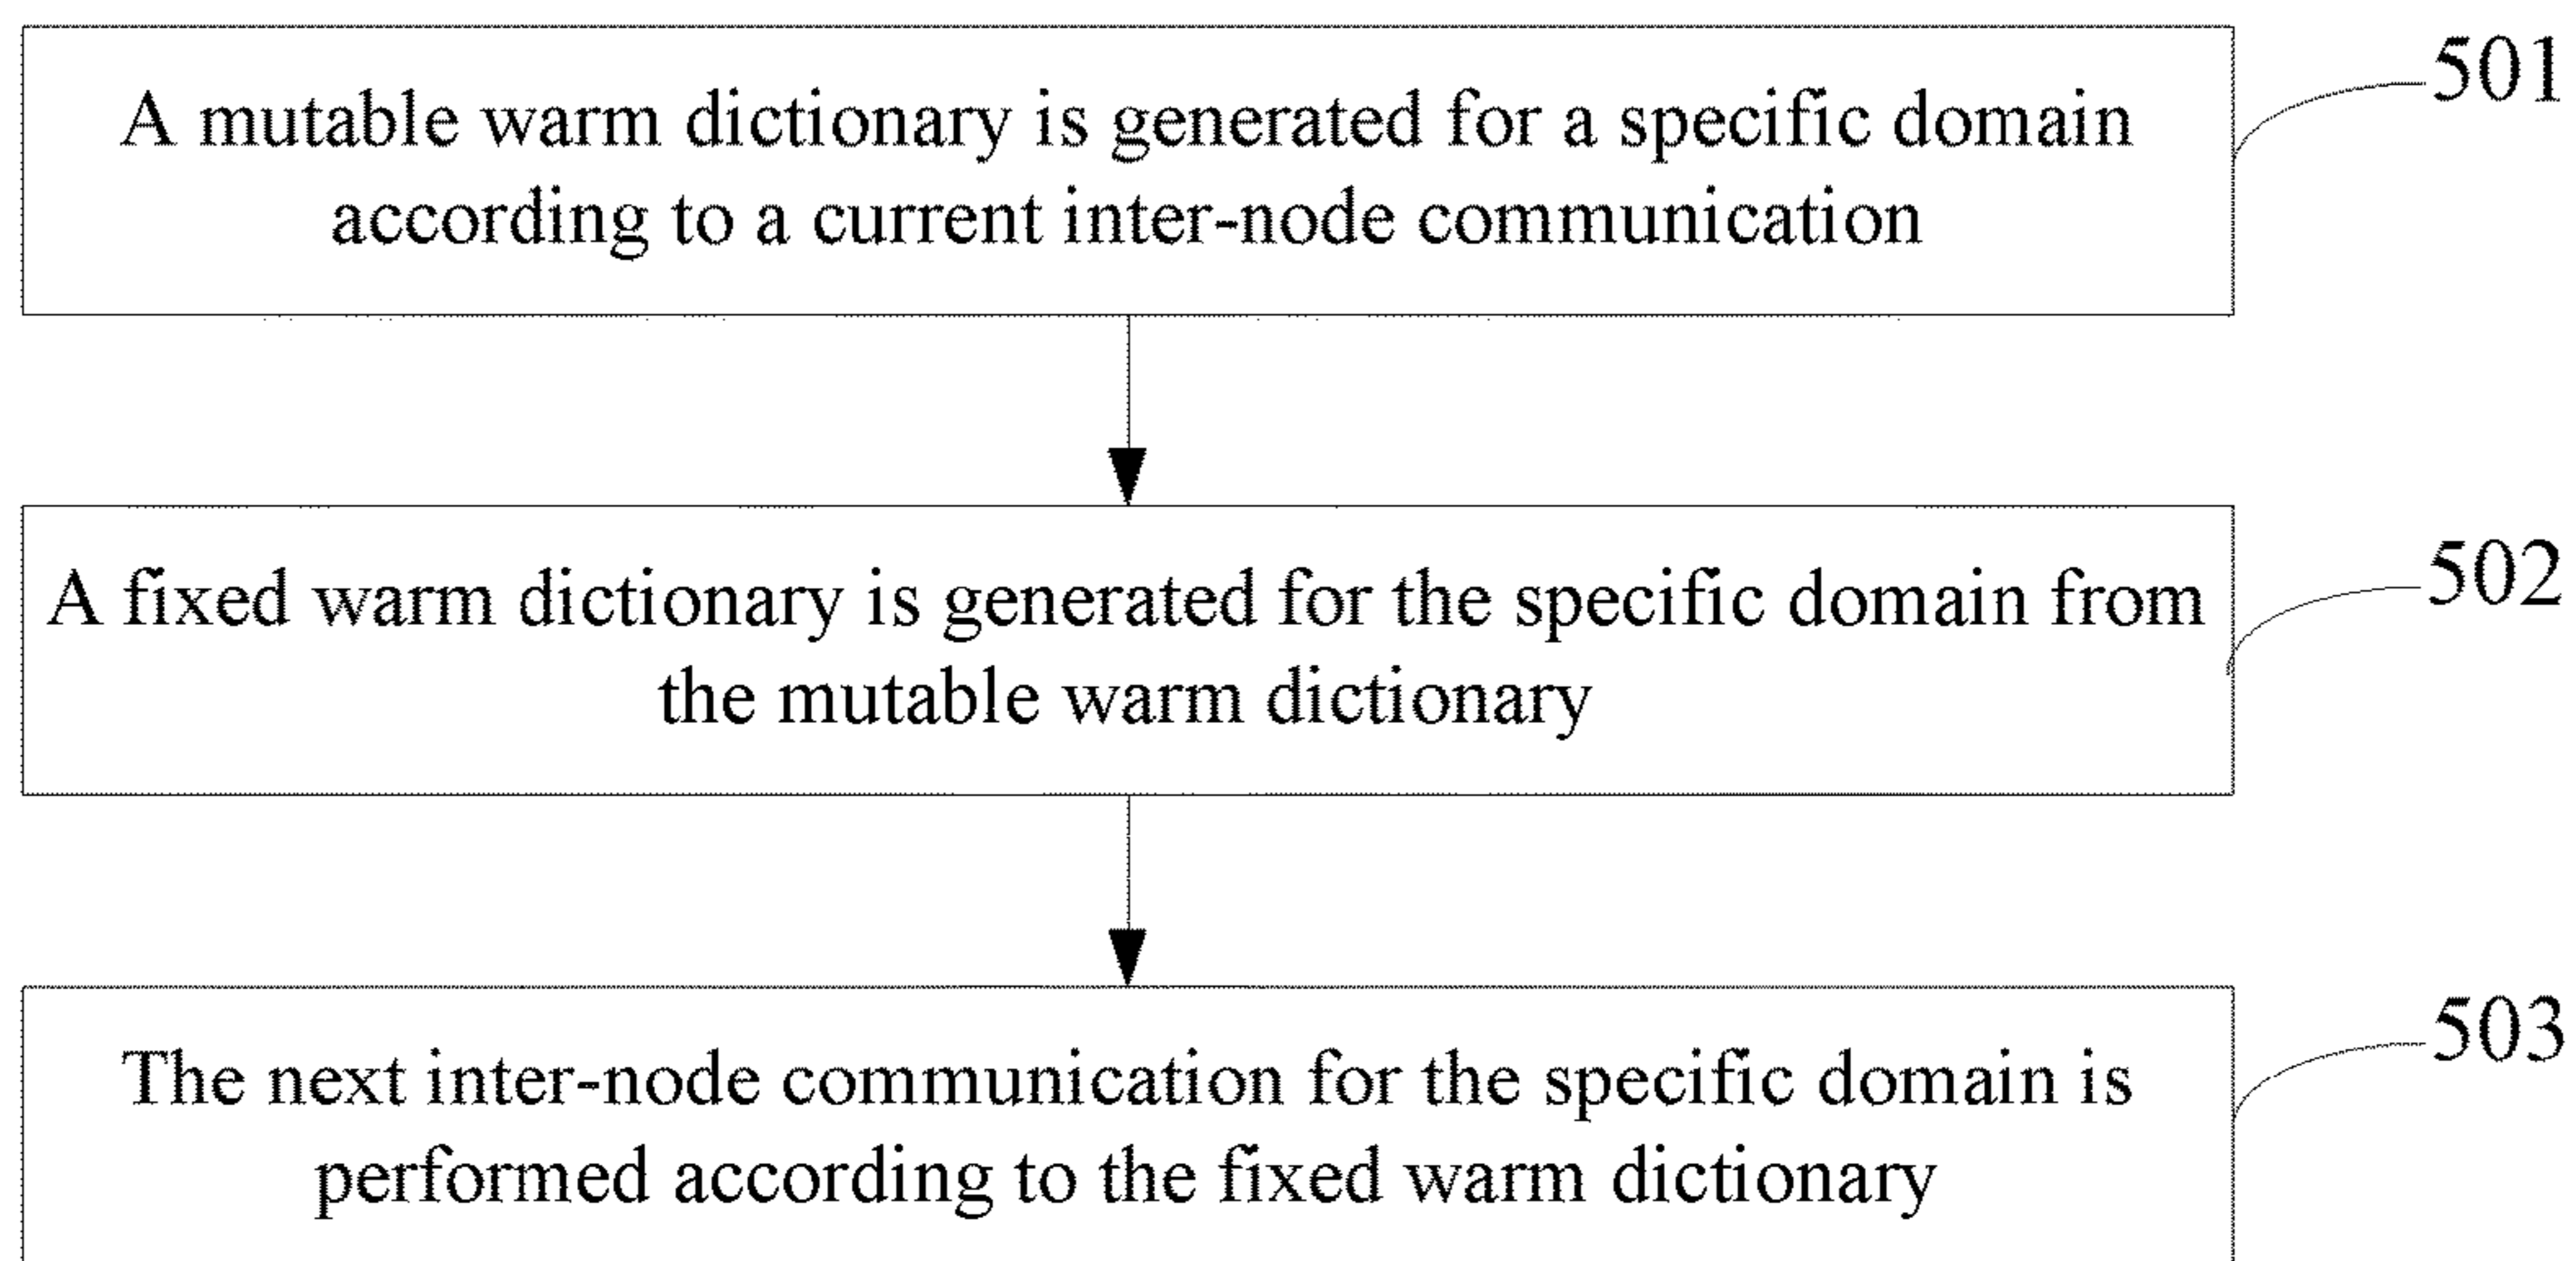 A mutable warm dictionary is generated for a specific domain
according to a current inter-node communication
501
A fixed warm dictionary is generated for the specific domain from
the mutable warm dictionary
502
The next inter-node communication for the specific domain is
performed according to the fixed warm dictionary
503